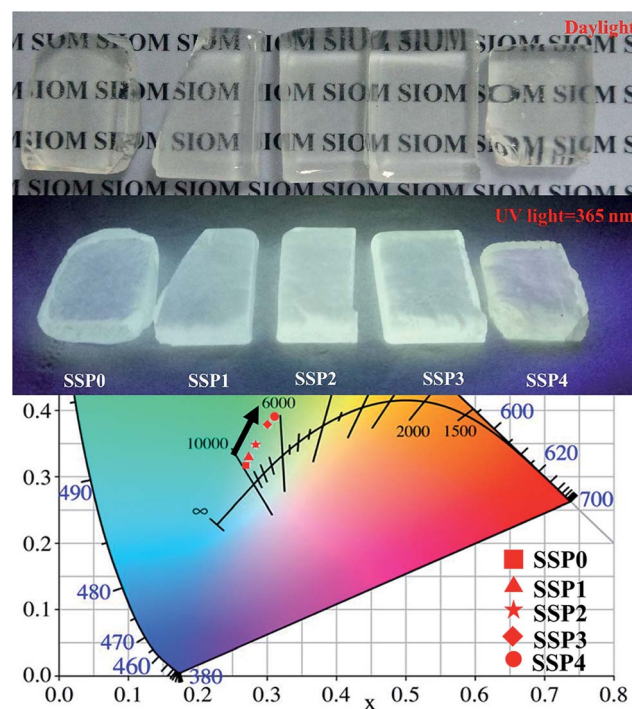 Daylight
M SIOM SIOM SIOM SIOM SIOM SIOM
SIOM SIOM SIOM SIOM SIOM
SIOM SIOM SIOM SIOM SIOM
SIOM SIOM SIOM SIOM SIOM
UV light=365 nm
SSP0 SSP1 SSP2 SSP3 SSP4
0.4
0.3
0.2
0.1
0.0
0.0 0.1 0.2 0.3 0.4 0.5 0.6 0.7 0.8
x
490
480
470
460
380
600
620
700
∞
10000
6000
2000
1500
SSP0
SSP1
SSP2
SSP3
SSP4